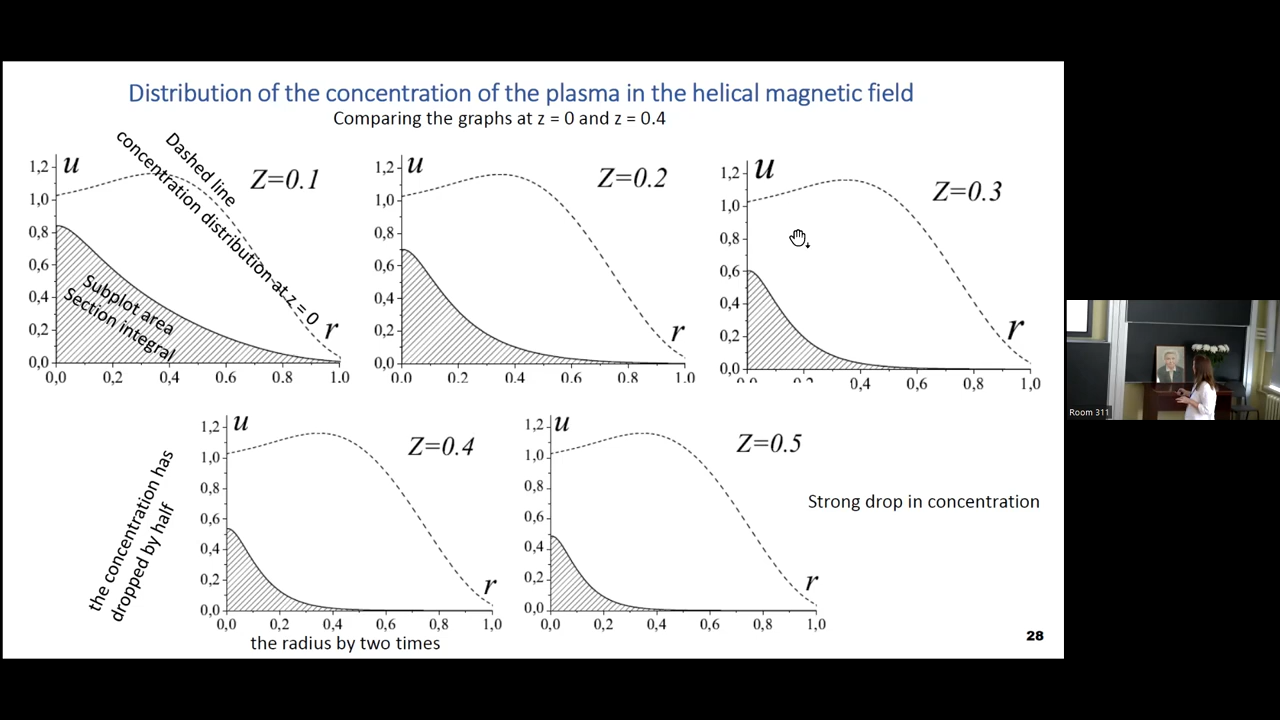 Distribution of the concentration of the plasma in the helical magnetic field
Comparing the graphs at z = 0 and z = 0.4
1,2
1,0
0,8
0,6
0,4
0,2
0,0
u
Dashed line
concentration distribution at z = 0
Z=0.1
Subplot area
Section integral
r
0,0 0,2 0,4 0,6 0,8 1.0
1,2
1,0
0,8
0,6
0,4
0,2
0,0
u
Z=0.2
r
0.0 0.2 0.4 0.6 0.8 1.0
1,2
1,0
0,8
0,6
0,4
0,2
0,0
u
Z=0.3
r
0,0 0,2 0,4 0,6 0,8 1,0
the concentration has
dropped by half
1,2
1,0
0,8
0,6
0,4
0,2
0,0
u
Z=0.4
r
0,0 0,2 0,4 0,6 0,8 1,0
the radius by two times
1,2
1,0
0,8
0,6
0,4
0,2
0,0
u
Z=0.5
r
0,0 0,2 0,4 0,6 0,8 1,0
Strong drop in concentration
28
Room 311